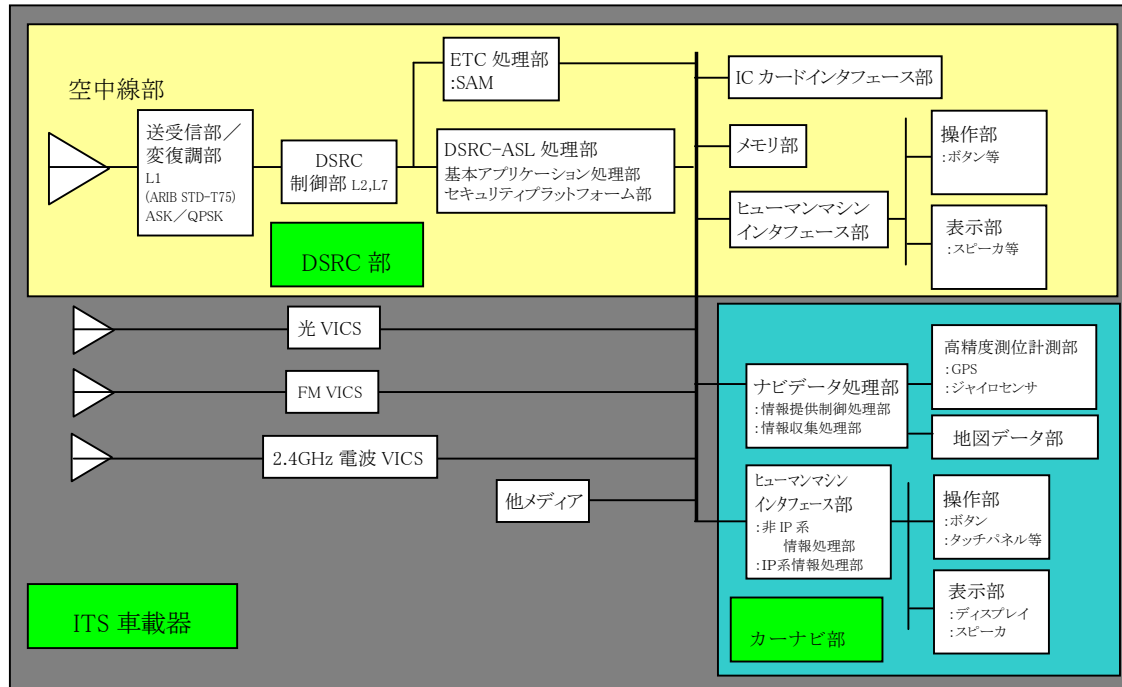 空中線部
送受信部／
変復調部
L1
(ARIB STD-T75)
ASK／QPSK
DSRC
制御部 L2,L7
ETC 処理部
:SAM
DSRC-ASL 処理部
基本アプリケーション処理部
セキュリティプラットフォーム部
DSRC 部
IC カードインタフェース部
メモリ部
ヒューマンマシン
インタフェース部
操作部
:ボタン等
表示部
:スピーカ等
光 VICS
FM VICS
2.4GHz 電波 VICS
他メディア
ナビデータ処理部
:情報提供制御処理部
:情報収集処理部
高精度測位計測部
:GPS
:ジャイロセンサ
地図データ部
ヒューマンマシン
インタフェース部
:非 IP 系
情報処理部
:IP系情報処理部
操作部
:ボタン
:タッチパネル等
表示部
:ディスプレイ
:スピーカ
カーナビ部
ITS 車載器